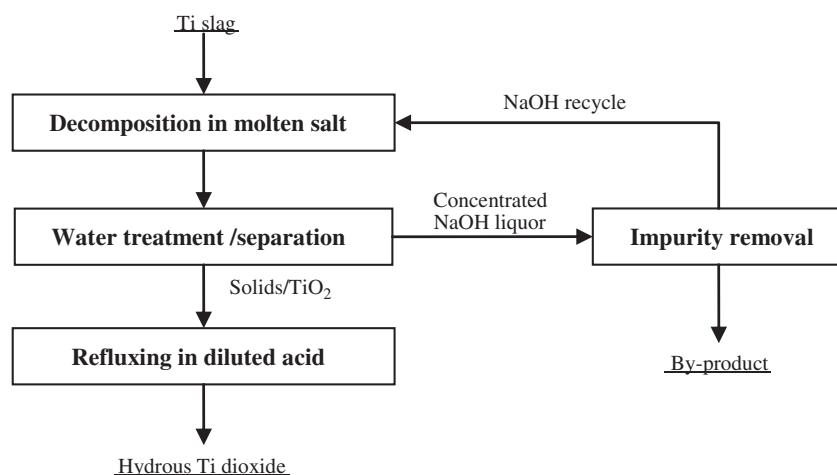 Ti slag
NaOH recycle
Decomposition in molten salt
Concentrated
NaOH liquor
Water treatment /separation
Impurity removal
Solids/TiO₂
Refluxing in diluted acid
By-product
Hydrous Ti dioxide